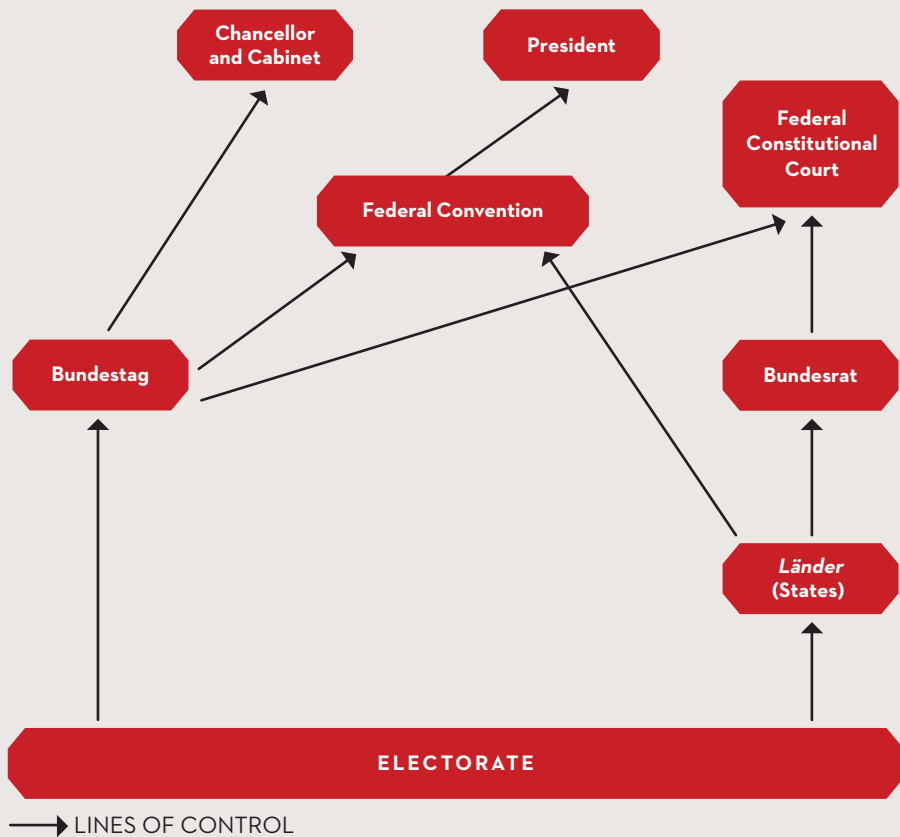 Chancellor
and Cabinet
President
Federal
Constitutional
Court
Federal Convention
Bundestag
Bundesrat
Länder
(States)
ELECTORATE
LINES OF CONTROL